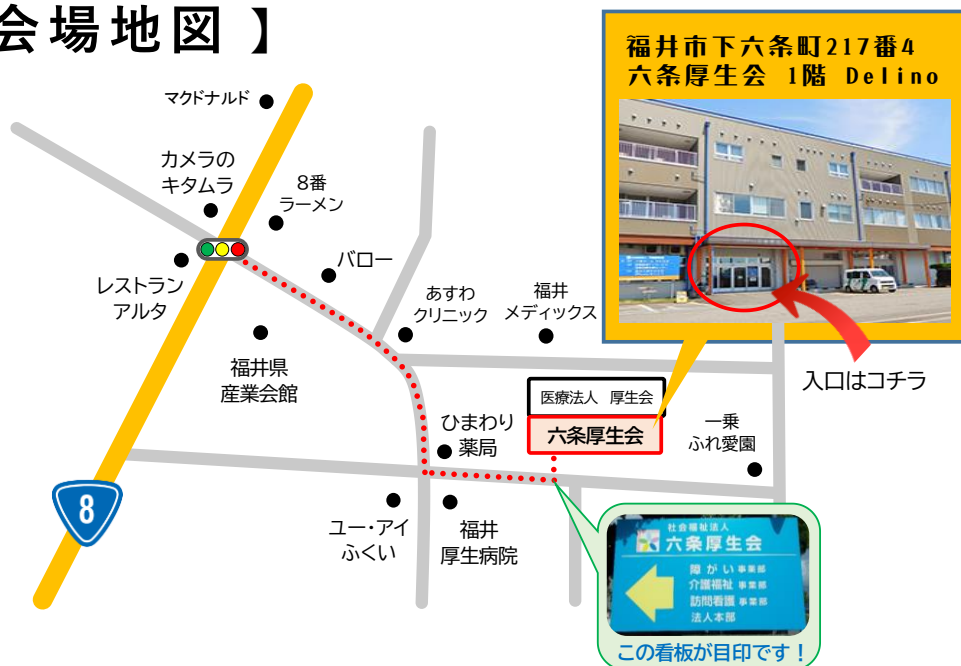 会場地図 】
福井市下六条町217番4
六条厚生会 1階 Delino
マクドナルド
カメラの
キタムラ
8番
ラーメン
レストラン
アルタ
バロー
あすわ
クリニック
福井
メディックス
入口はコチラ
福井県
産業会館
医療法人 厚生会
六条厚生会
ひまわり
薬局
一乗
ふれ愛園
8
ユー・アイ
ふくい
福井
厚生病院
社会福祉法人
六条厚生会
障がい事業部
介護福祉 事業部
訪問看護 事業部
法人本部
この看板が目印です！